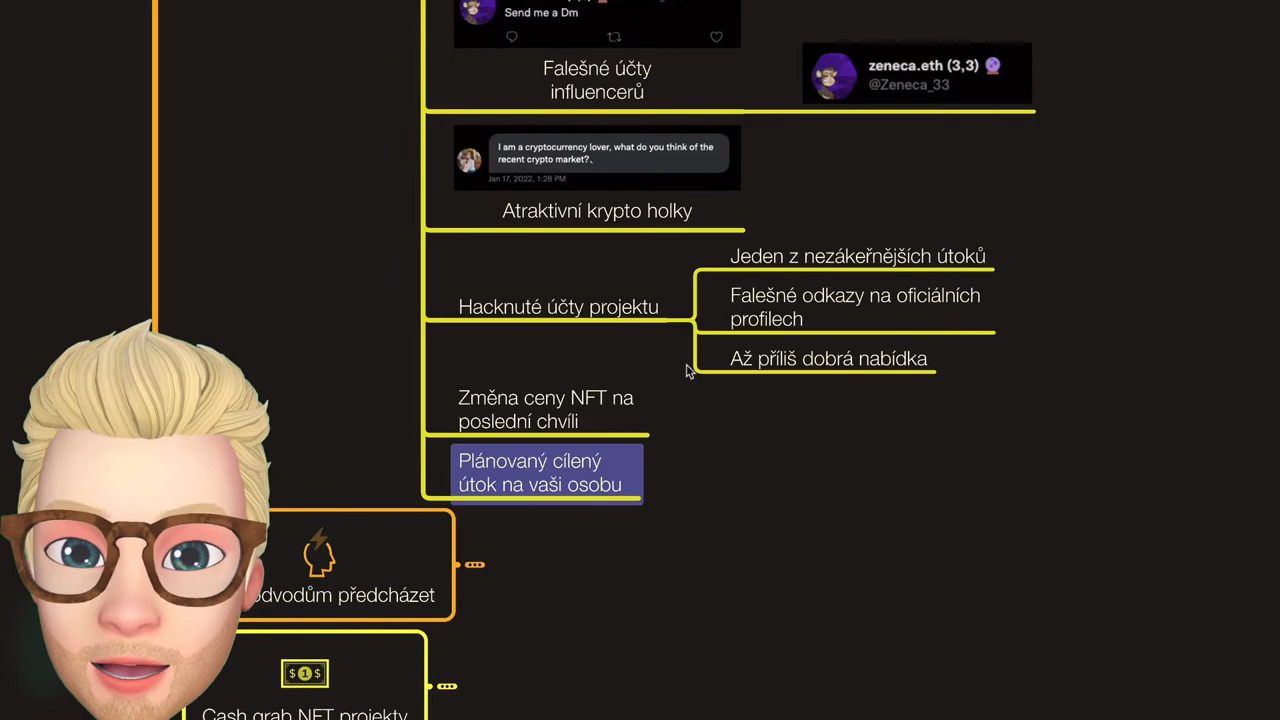 Send me a Dm
Falešné účty
influencerů
zeneca.eth (3,3)
@Zeneca_33
I am a cryptocurrency lover, what do you think of the
recent crypto market?、
Jan 17, 2022, 1:28 PM
Atraktivní krypto holky
Hacknuté účty projektu
Jeden z nezákeřnějších útoků
Falešné odkazy na oficiálních
profilech
Až příliš dobrá nabídka
Změna ceny NFT na
poslední chvíli
Plánovaný cílený
útok na vaši osobu
odvodům předcházet
$ 1 $
Cash grab NFT projekty